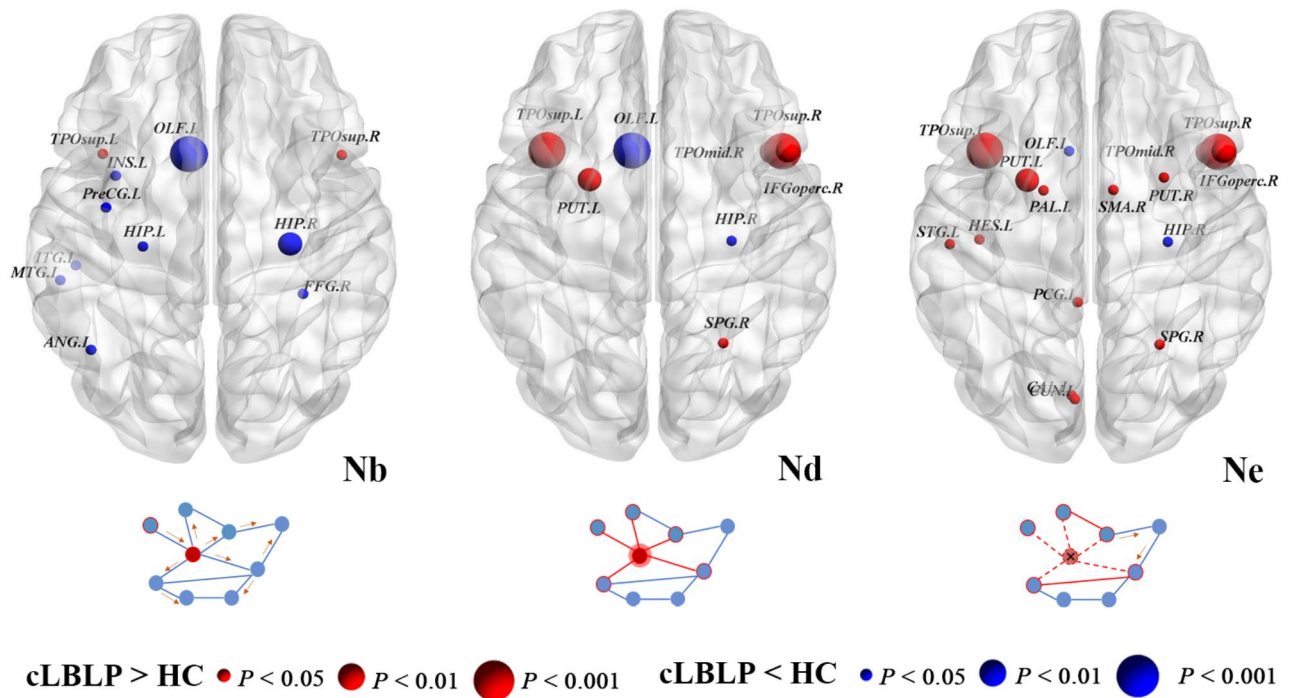 TPOsup.L
OLF.L
TPOsup.R
INS.L
PreCG.L
HIP.L
HIP.R
ITG.L
MTG.L
FFG.R
ANG.L
Nb
TPOsup.L
OLF.L
TPOsup.R
TPOmid.R
IFGoperc.R
PUT.L
HIP.R
SPG.R
Nd
TPOsup.L
OLF.L
TPOsup.R
PUT.L
TPOmid.R
IFGoperc.R
PAL.L
SMA.R
PUT.R
STG.L
HES.L
HIP.R
PCG.L
SPG.R
CUN.L
Ne
cLBLP > HC P < 0.05 P < 0.01 P < 0.001 cLBLP < HC P < 0.05 P < 0.01 P < 0.001